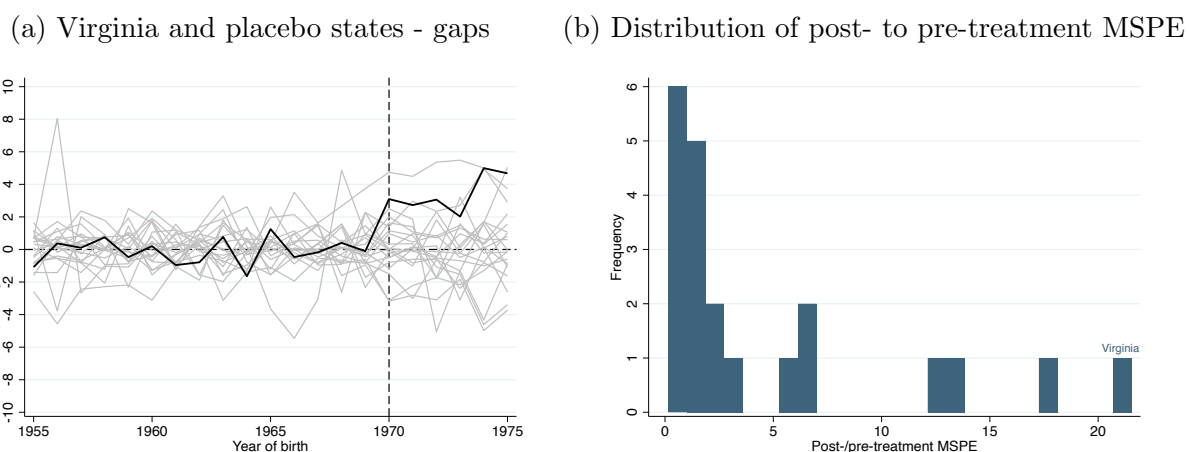 (a) Virginia and placebo states - gaps
10
8
6
4
2
0
-2
-4
-6
-8
-10
1955 1960 1965 1970 1975
Year of birth
(b) Distribution of post- to pre-treatment MSPE
Frequency
6
5
4
3
2
1
0
Virginia
0 5 10 15 20
Post-/pre-treatment MSPE